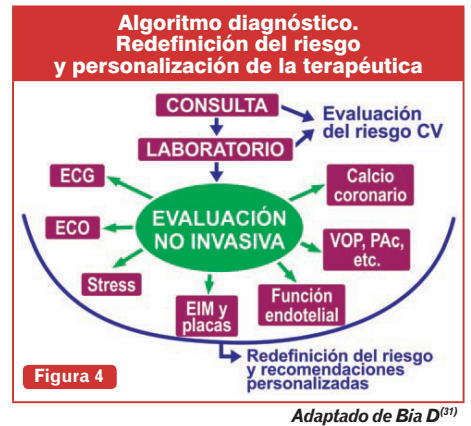 Algoritmo diagnóstico.
Redefinición del riesgo
y personalización de la terapéutica
CONSULTA
Evaluación
del riesgo CV
LABORATORIO
ECG
Calcio
coronario
EVALUACIÓN
NO INVASIVA
ECO
VOP, PAc,
etc.
Stress
EIM y
placas
Función
endotelial
Redefinición del riesgo
y recomendaciones
personalizadas
Figura 4
Adaptado de Bia D(31)